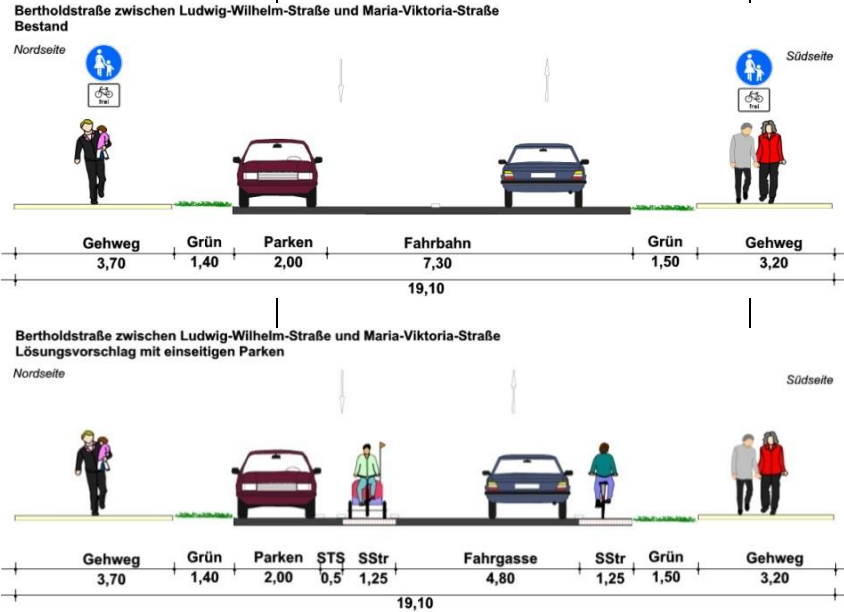 Bertholdstraße zwischen Ludwig-Wilhelm-Straße und Maria-Viktoria-Straße
Bestand
Nordseite
Südseite
frei
frei
Gehweg Grün Parken Fahrbahn Grün Gehweg
3,70 1,40 2,00 7,30 1,50 3,20
19,10
Bertholdstraße zwischen Ludwig-Wilhelm-Straße und Maria-Viktoria-Straße
Lösungsvorschlag mit einseitigen Parken
Nordseite
Südseite
Gehweg Grün Parken STS SStr Fahrgasse SStr Grün Gehweg
3,70 1,40 2,00 0,5 1,25 4,80 1,25 1,50 3,20
19,10